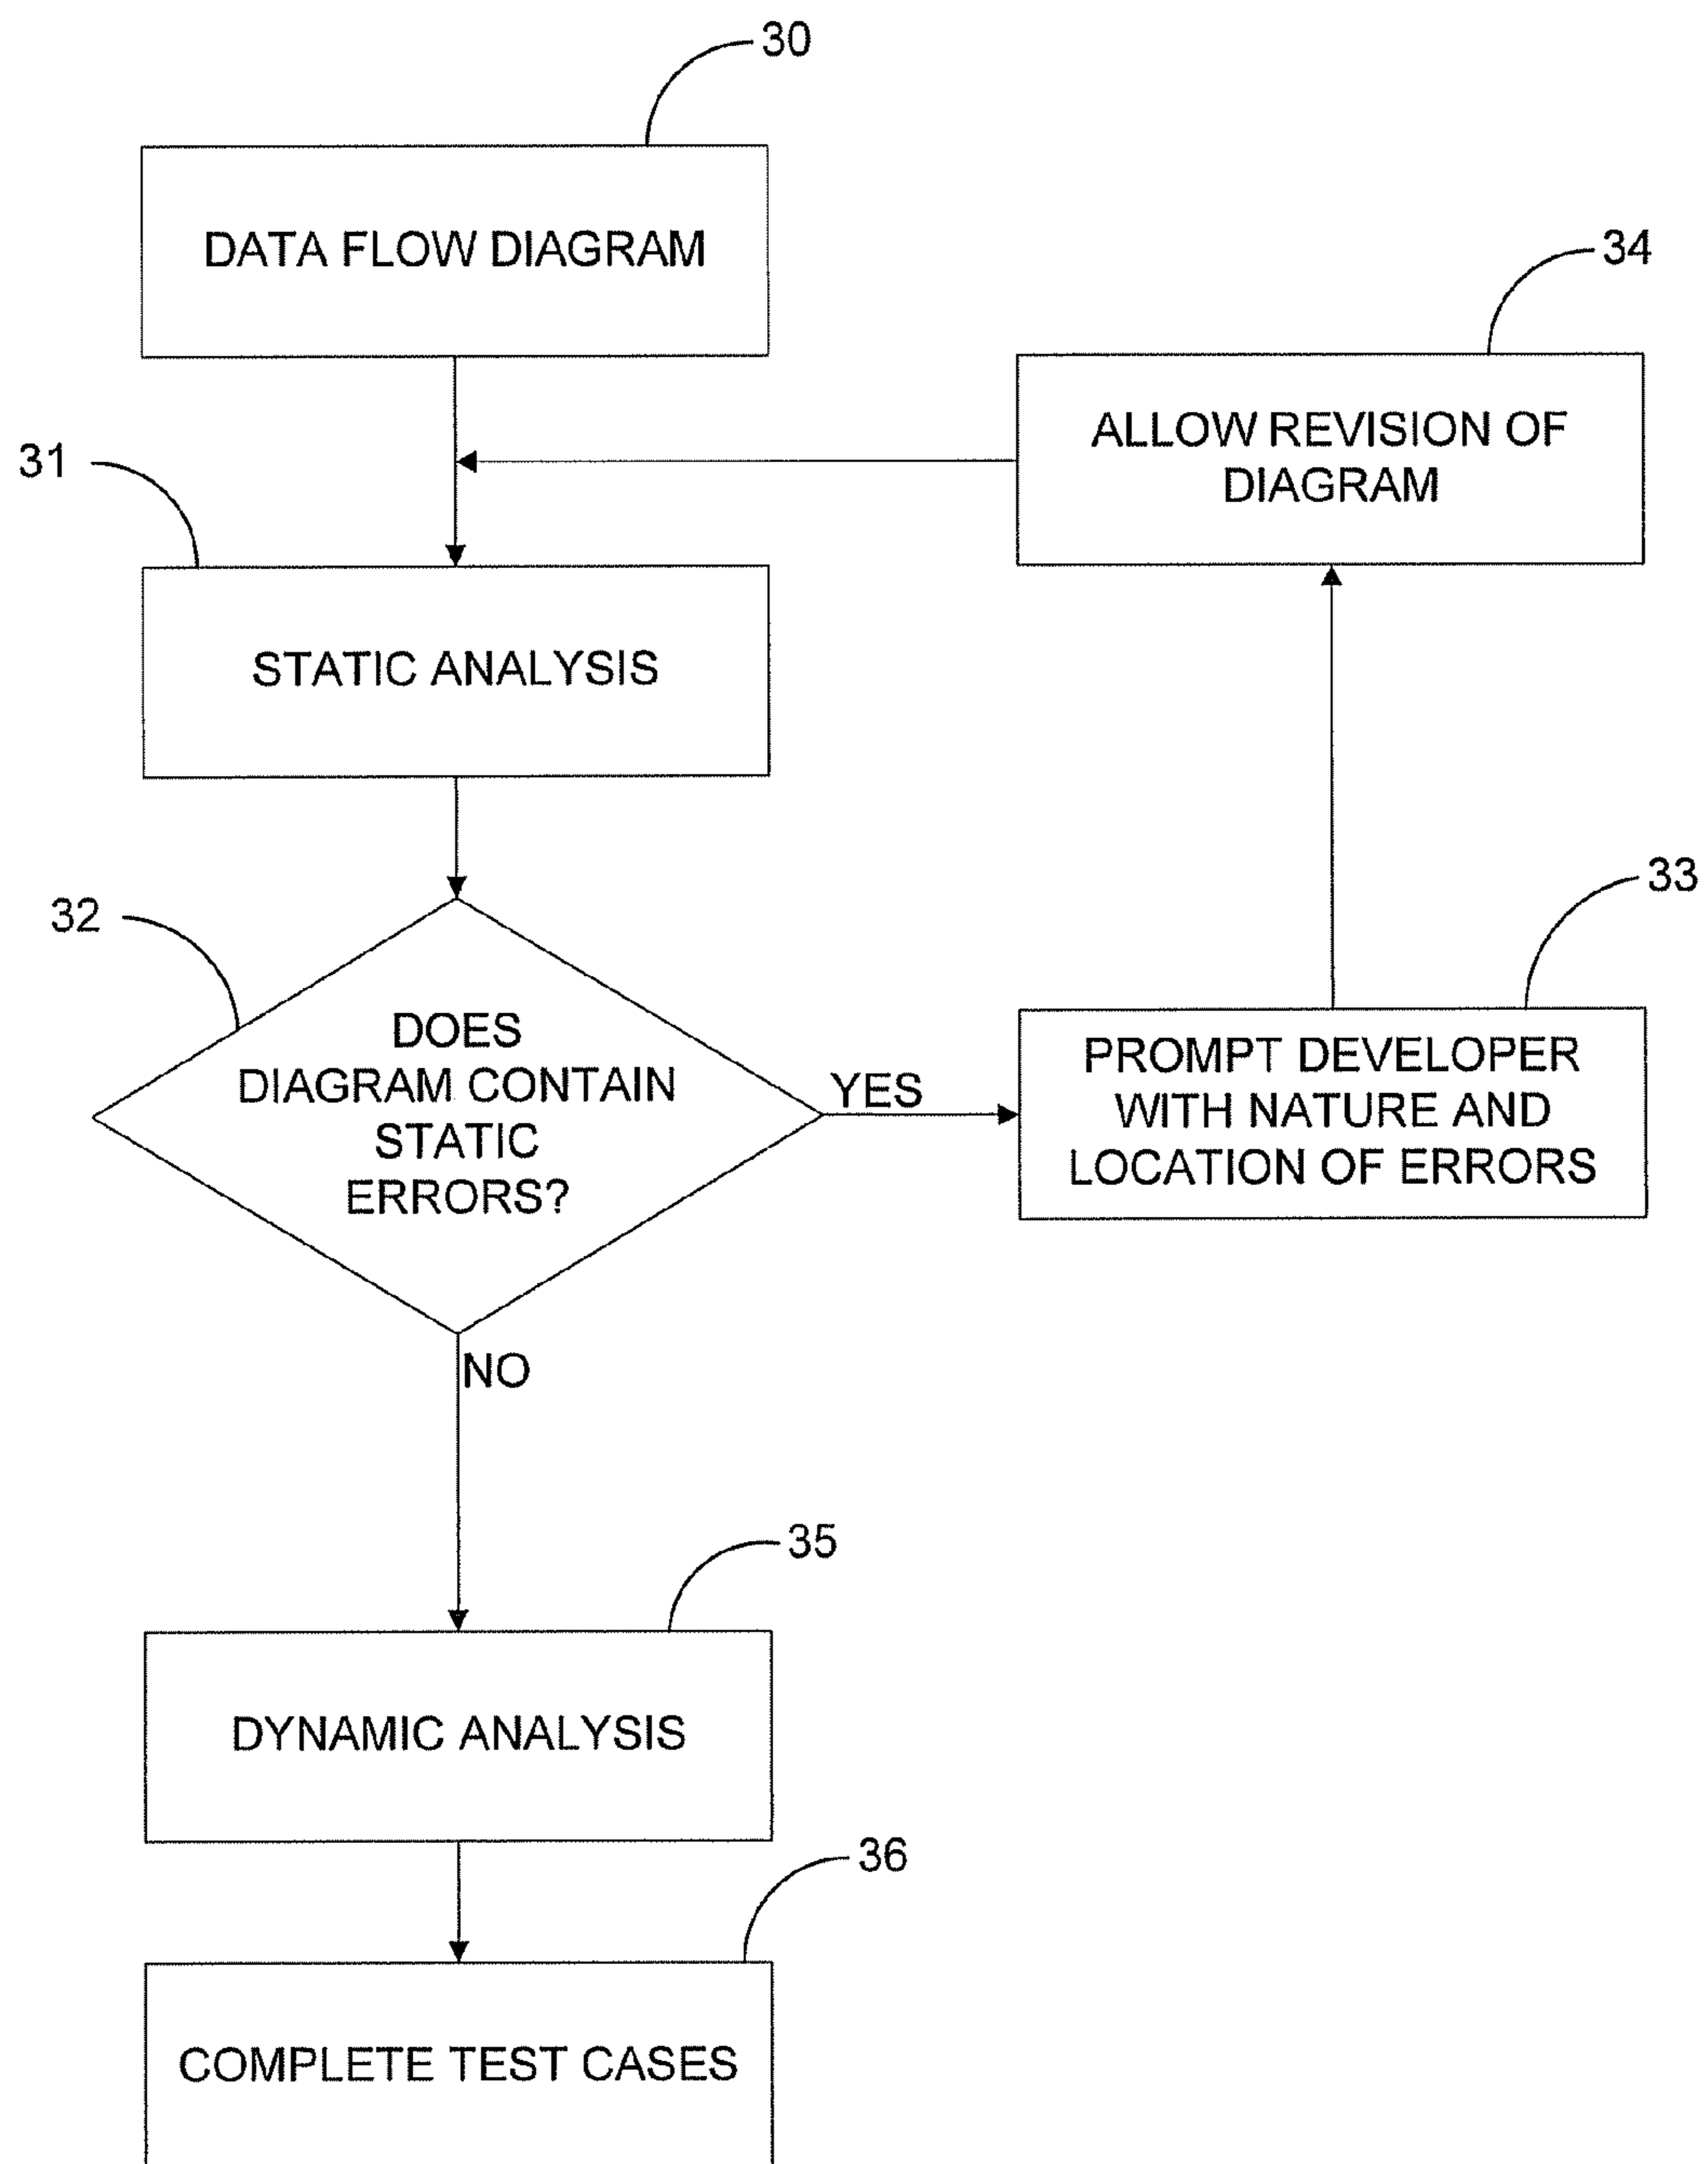 30
DATA FLOW DIAGRAM
34
ALLOW REVISION OF
DIAGRAM
31
STATIC ANALYSIS
32
DOES
DIAGRAM CONTAIN
STATIC
ERRORS?
YES
33
PROMPT DEVELOPER
WITH NATURE AND
LOCATION OF ERRORS
NO
35
DYNAMIC ANALYSIS
36
COMPLETE TEST CASES